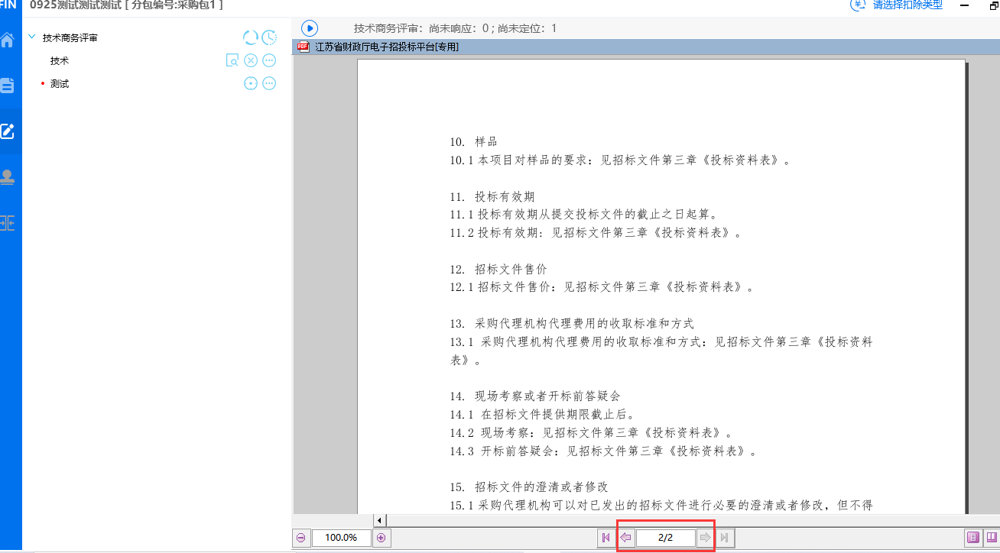 FIN
0925测试测试测试 [ 分包编号:采购包1 ]
请选择扣除类型
技术商务评审
技术
测试
技术商务评审：尚未响应：0 ; 尚未定位：1
江苏省财政厅电子招投标平台[专用]
10. 样品
10.1 本项目对样品的要求：见招标文件第三章《投标资料表》。
11. 投标有效期
11.1 投标有效期从提交投标文件的截止之日起算。
11.2 投标有效期：见招标文件第三章《投标资料表》。
12. 招标文件售价
12.1 招标文件售价：见招标文件第三章《投标资料表》。
13. 采购代理机构代理费用的收取标准和方式
13.1 采购代理机构代理费用的收取标准和方式：见招标文件第三章《投标资料
表》。
14. 现场考察或者开标前答疑会
14.1 在招标文件提供期限截止后。
14.2 现场考察：见招标文件第三章《投标资料表》。
14.3 开标前答疑会：见招标文件第三章《投标资料表》。
15. 招标文件的澄清或者修改
15.1 采购代理机构可以对已发出的招标文件进行必要的澄清或者修改，但不得
100.0%
2/2